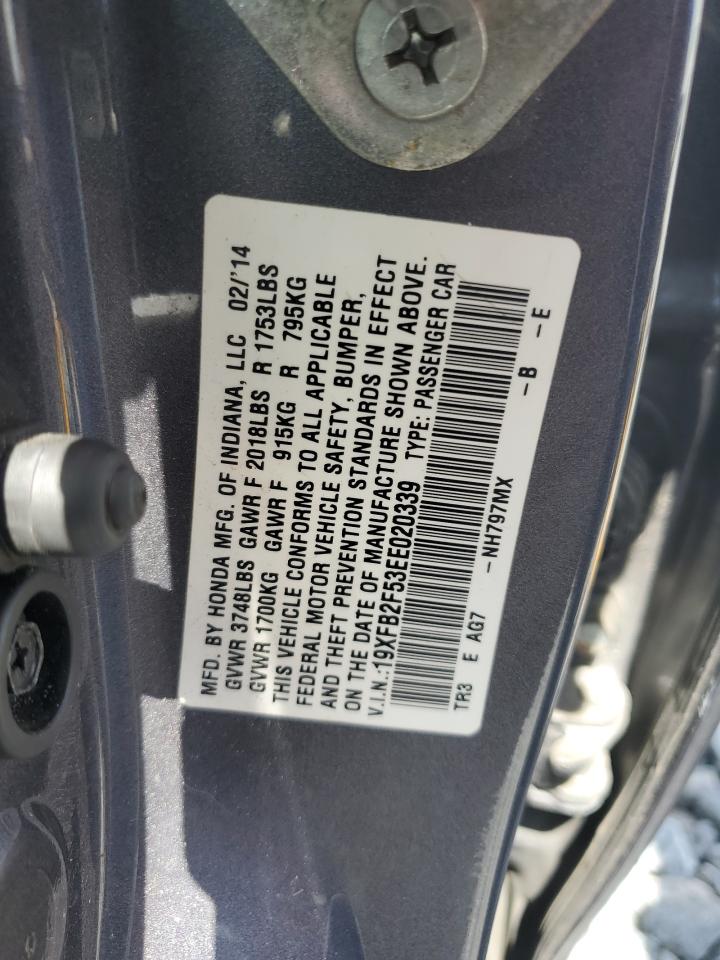 MFD. BY HONDA MFG. OF INDIANA, LLC 02/'14
GVWR 3748LBS GAWR F 2018LBS R 1753LBS
GVWR 1700KG GAWR F 915KG R 795KG
THIS VEHICLE CONFORMS TO ALL APPLICABLE
FEDERAL MOTOR VEHICLE SAFETY, BUMPER,
AND THEFT PREVENTION STANDARDS IN EFFECT
ON THE DATE OF MANUFACTURE SHOWN ABOVE.
V.I.N.:19XFB2F53EE020339 TYPE: PASSENGER CAR
TR3 E AG7 -NH797MX -B -E